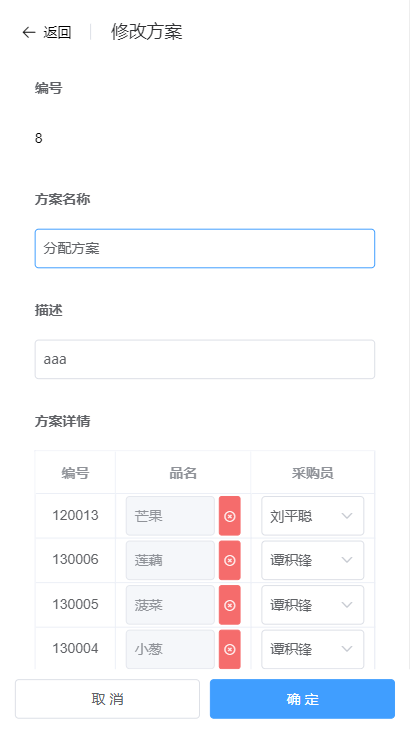 返回 修改方案
编号
8
方案名称
分配方案
描述
aaa
方案详情
编号 品名 采购员
120013 芒果 刘平聪
130006 莲藕 谭积锋
130005 菠菜 谭积锋
130004 小葱 谭积锋
取消 确定